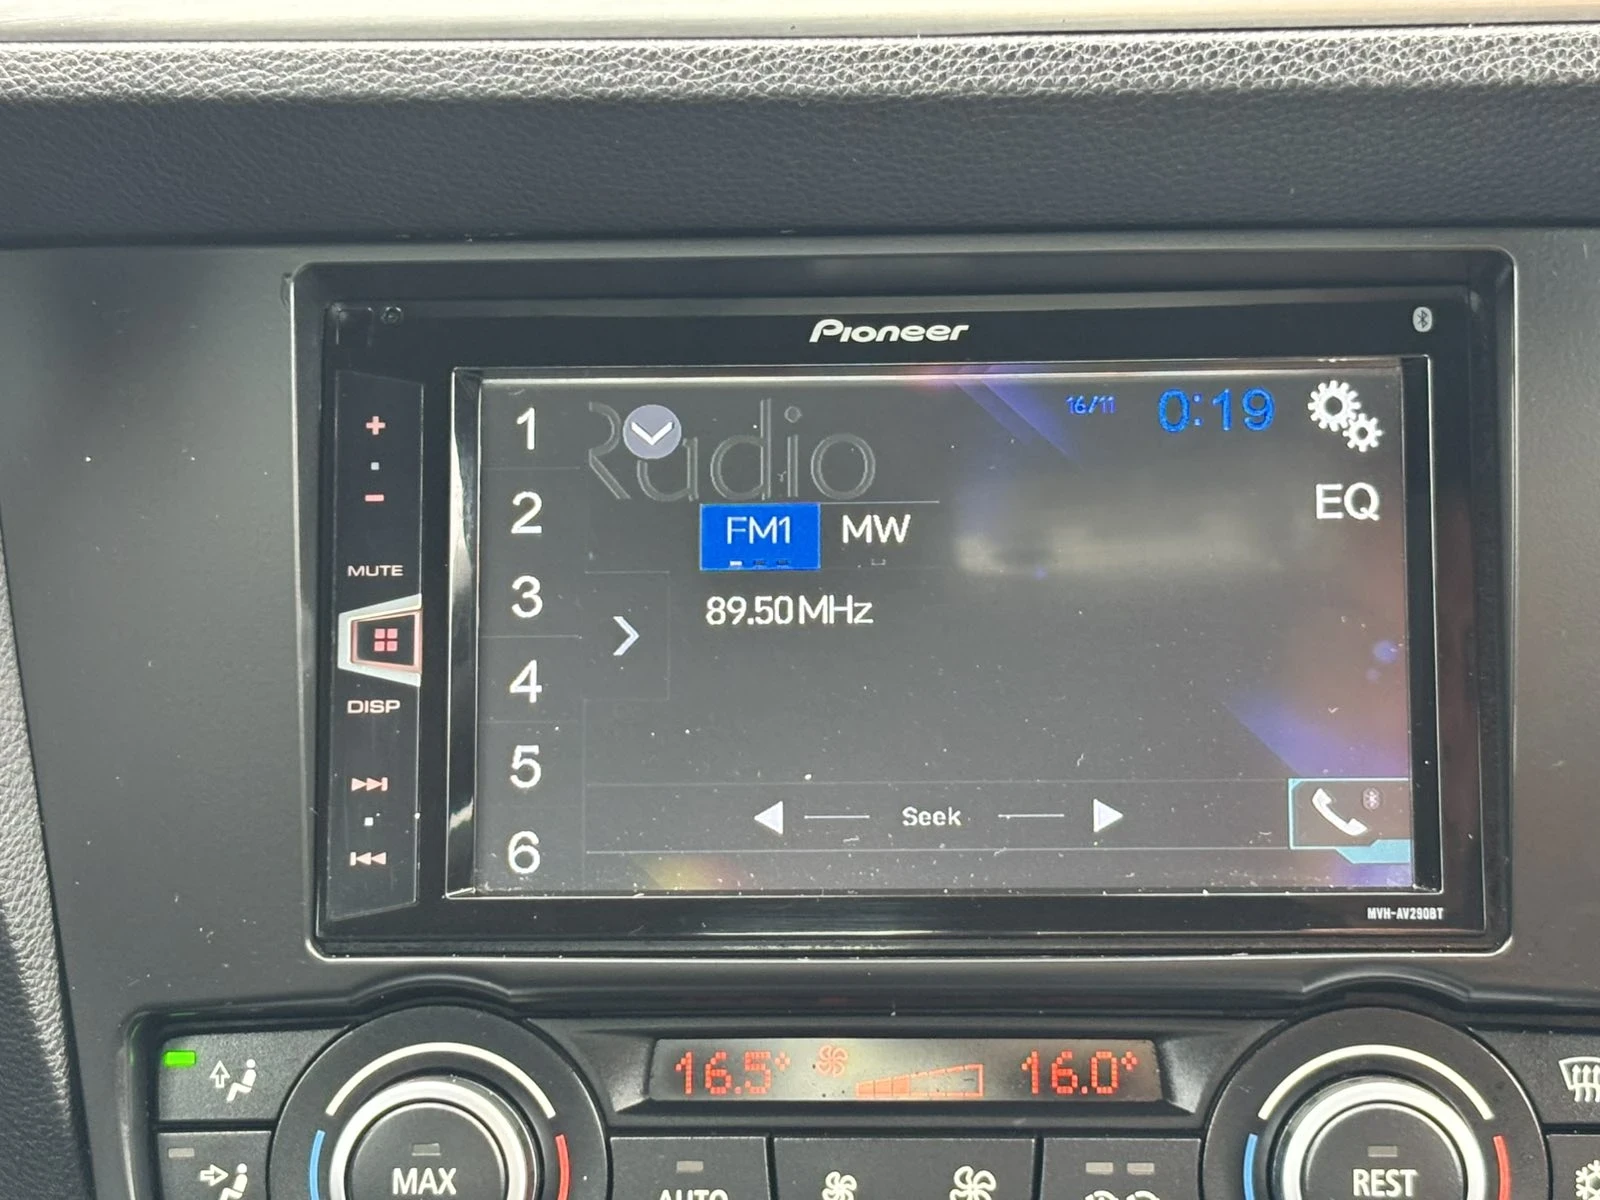 Pioneer
Radio
16/11 0:19
EQ
FM1 MW
89.50MHz
Seek
1
2
3
4
5
6
MUTE
DISP
MVH-AV290BT
16.5° 16.0°
MAX
AUTO
REST